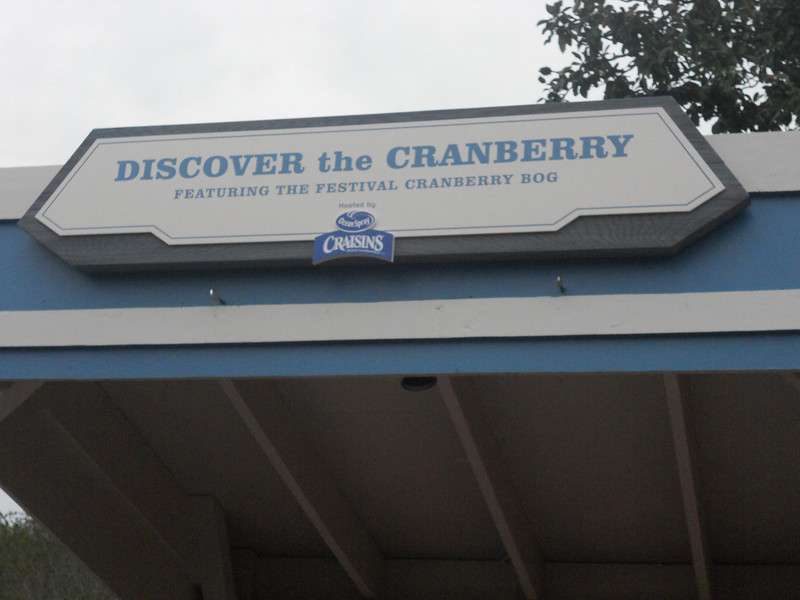 DISCOVER the CRANBERRY
FEATURING THE FESTIVAL CRANBERRY BOG
Hosted by
Ocean Spray
CRAISINS